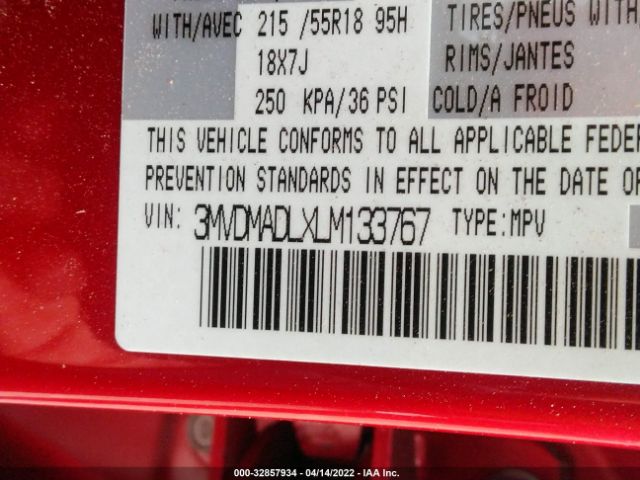 WITH/AVEC 215 /55R18 95H TIRES/PNEUS WITH
18X7J RIMS/JANTES
250 KPA/36 PSI COLD/A FROID
THIS VEHICLE CONFORMS TO ALL APPLICABLE FEDE
PREVENTION STANDARDS IN EFFECT ON THE DATE OF
VIN: 3MVDMADLXLM133767 TYPE:MPV
000-32857934 - 04/14/2022 - IAA Inc.